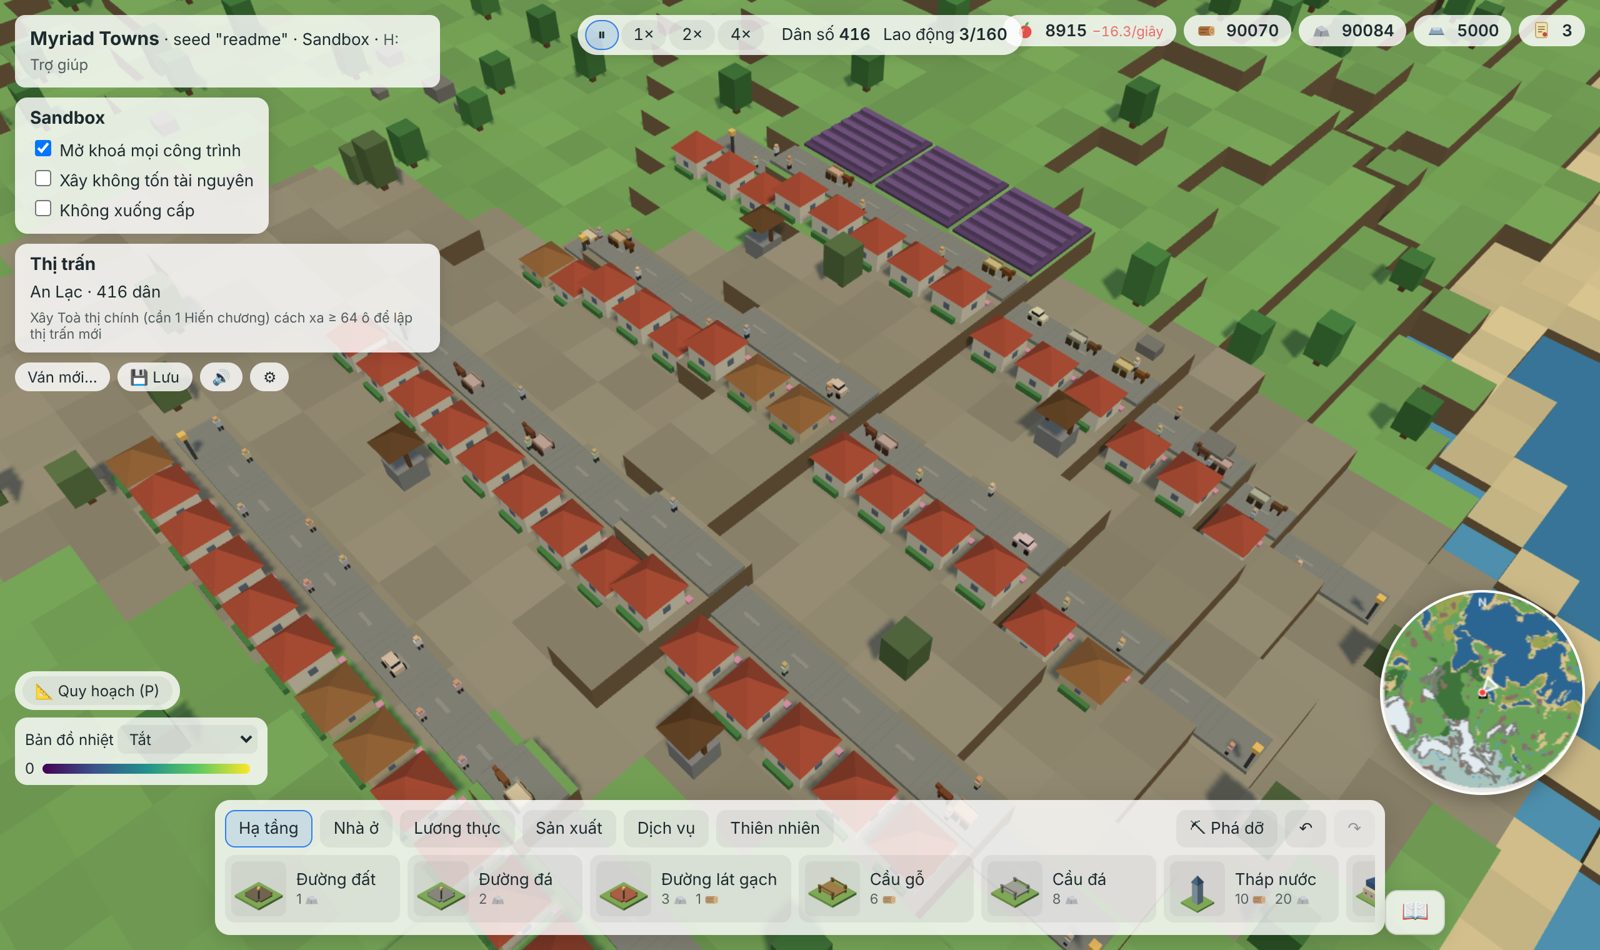 Myriad Towns · seed "readme" · Sandbox · H:
Trợ giúp
1×
2×
4×
Dân số 416 Lao động 3/160
8915 −16.3/giây
90070
90084
5000
3
Sandbox
Mở khoá mọi công trình
Xây không tốn tài nguyên
Không xuống cấp
Thị trấn
An Lạc · 416 dân
Xây Toà thị chính (cần 1 Hiến chương) cách xa ≥ 64 ô để lập
thị trấn mới
Ván mới...
Lưu
N
Quy hoạch (P)
Bản đồ nhiệt Tắt
0
Hạ tầng
Nhà ở
Lương thực
Sản xuất
Dịch vụ
Thiên nhiên
Phá dỡ
Đường đất
1
Đường đá
2
Đường lát gạch
3 1
Cầu gỗ
6
Cầu đá
8
Tháp nước
10 20